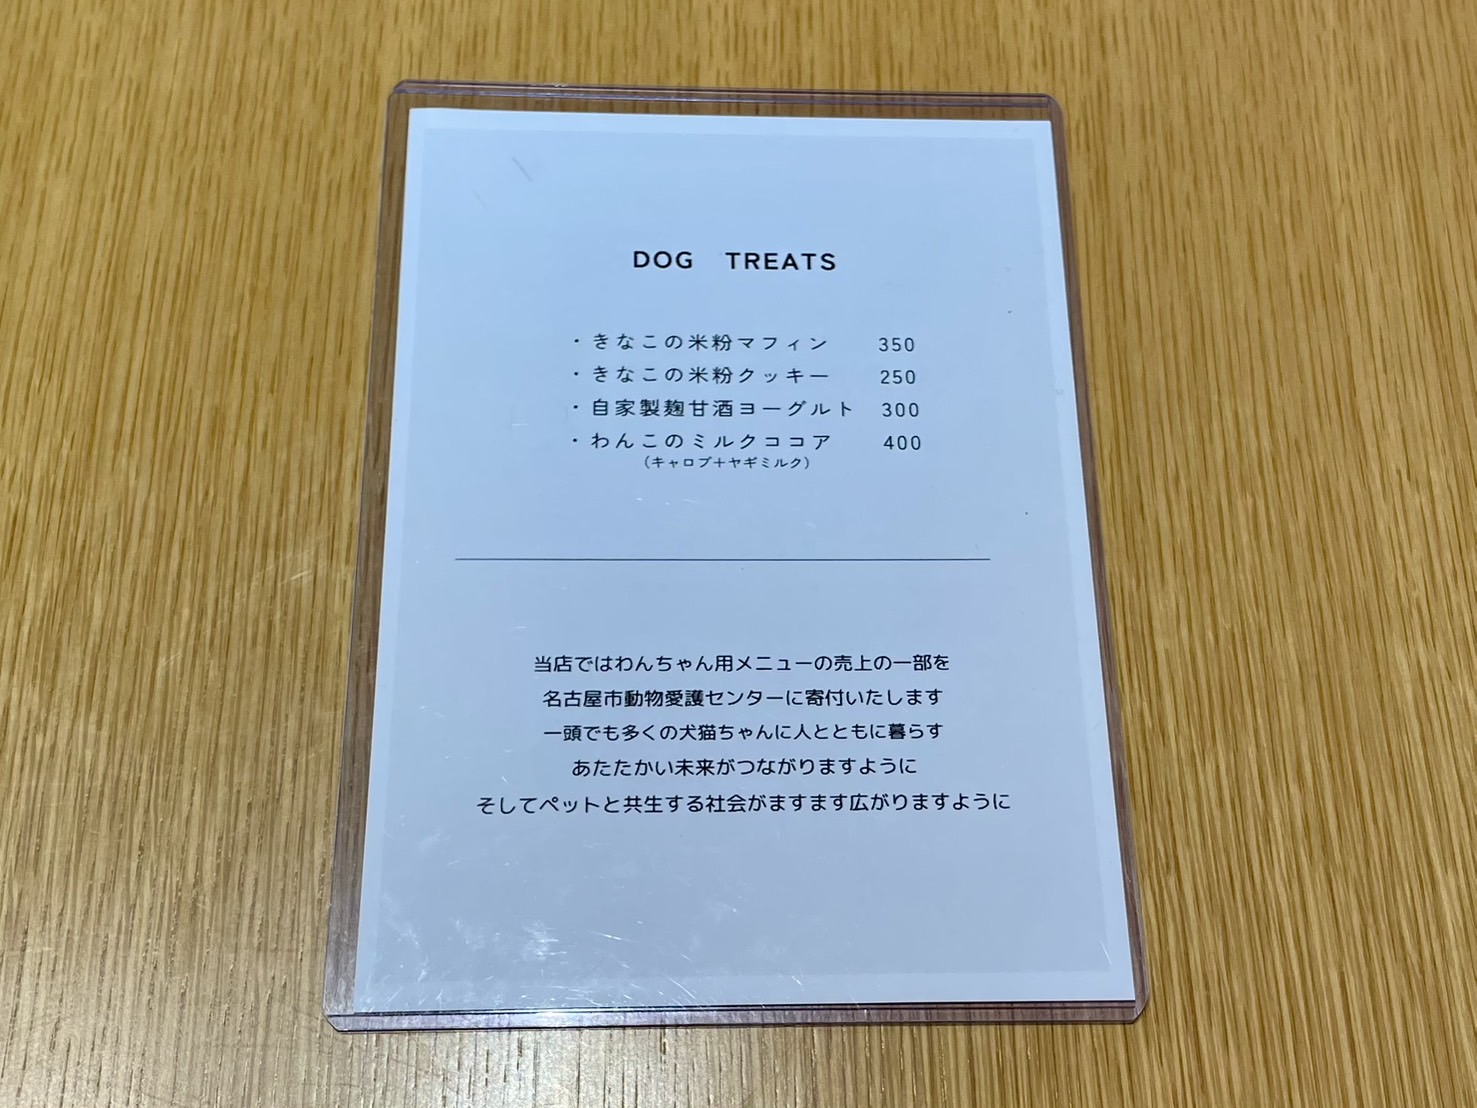 DOG TREATS
・きなこの米粉マフィン 350
・きなこの米粉クッキー 250
・自家製麹甘酒ヨーグルト 300
・わんこのミルクココア 400
(キャロブ+ヤギミルク)
当店ではわんちゃん用メニューの売上の一部を
名古屋市動物愛護センターに寄付いたします
一頭でも多くの犬猫ちゃんに人とともに暮らす
あたたかい未来がつながりますように
そしてペットと共生する社会がますます広がりますように